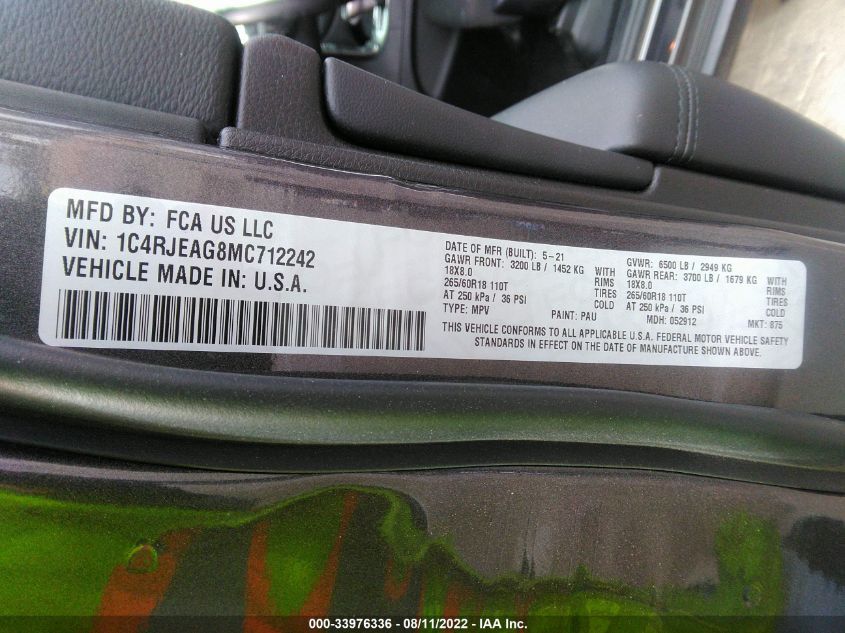 MFD BY: FCA US LLC
VIN: 1C4RJEAG8MC712242
VEHICLE MADE IN: U.S.A.
DATE OF MFR (BUILT): 5-21
GAWR FRONT: 3200 LB / 1452 KG WITH
18X8.0 RIMS
265/60R18 110T TIRES
AT 250 kPa / 36 PSI COLD
TYPE: MPV PAINT: PAU
GVWR: 6500 LB / 2949 KG
GAWR REAR: 3700 LB / 1679 KG WITH
18X8.0 RIMS
265/60R18 110T TIRES
AT 250 kPa / 36 PSI COLD
MDH: 052912 MKT: 875
THIS VEHICLE CONFORMS TO ALL APPLICABLE U.S.A. FEDERAL MOTOR VEHICLE SAFETY
STANDARDS IN EFFECT ON THE DATE OF MANUFACTURE SHOWN ABOVE.
000-33976336 - 08/11/2022 - IAA Inc.